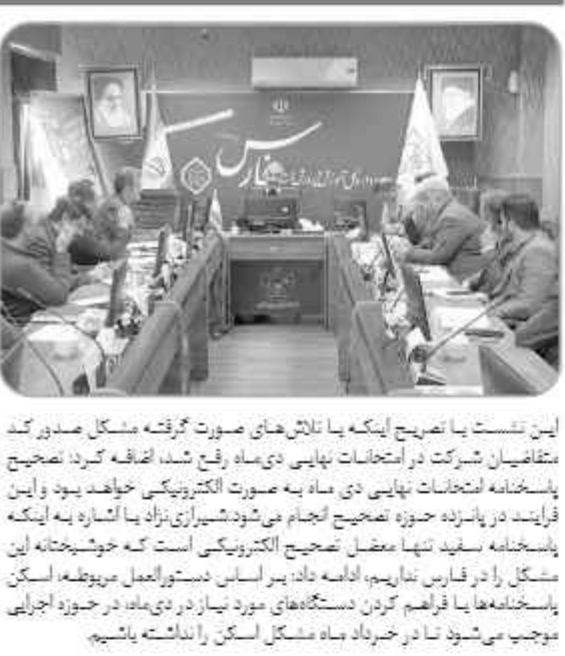 فارس
این نشست با تصریح اینکه با تلاش‌های صورت گرفته مشکل صدور کد
متقاضیان شرکت در امتحانات نهایی دی‌ماه رفع شد، اضافه کرد: تصحیح
پاسخنامه امتحانات نهایی دی ماه به صورت الکترونیکی خواهد بود و این
فرآیند در پانزده حوزه تصحیح انجام می‌شود.شیرازی‌نژاد با اشاره به اینکه
پاسخنامه سفید تنها معضل تصحیح الکترونیکی است که خوشبختانه این
مشکل را در فارس نداریم، ادامه داد: بر اساس دستورالعمل مربوطه، اسکن
پاسخنامه‌ها با فراهم کردن دستگاه‌های مورد نیاز در دی‌ماه، در حوزه اجرایی
موجب می‌شود تا در خرداد ماه مشکل اسکن را نداشته باشیم.